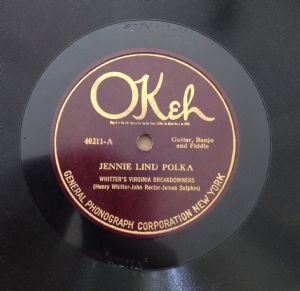 OKeh
40211-A
Guitar, Banjo
and Fiddle
JENNIE LIND POLKA
WHITTER'S VIRGINIA BREAKDOWNERS
(Henry Whitter-John Rector-James Sutphin)
GENERAL PHONOGRAPH CORPORATION NEW YORK